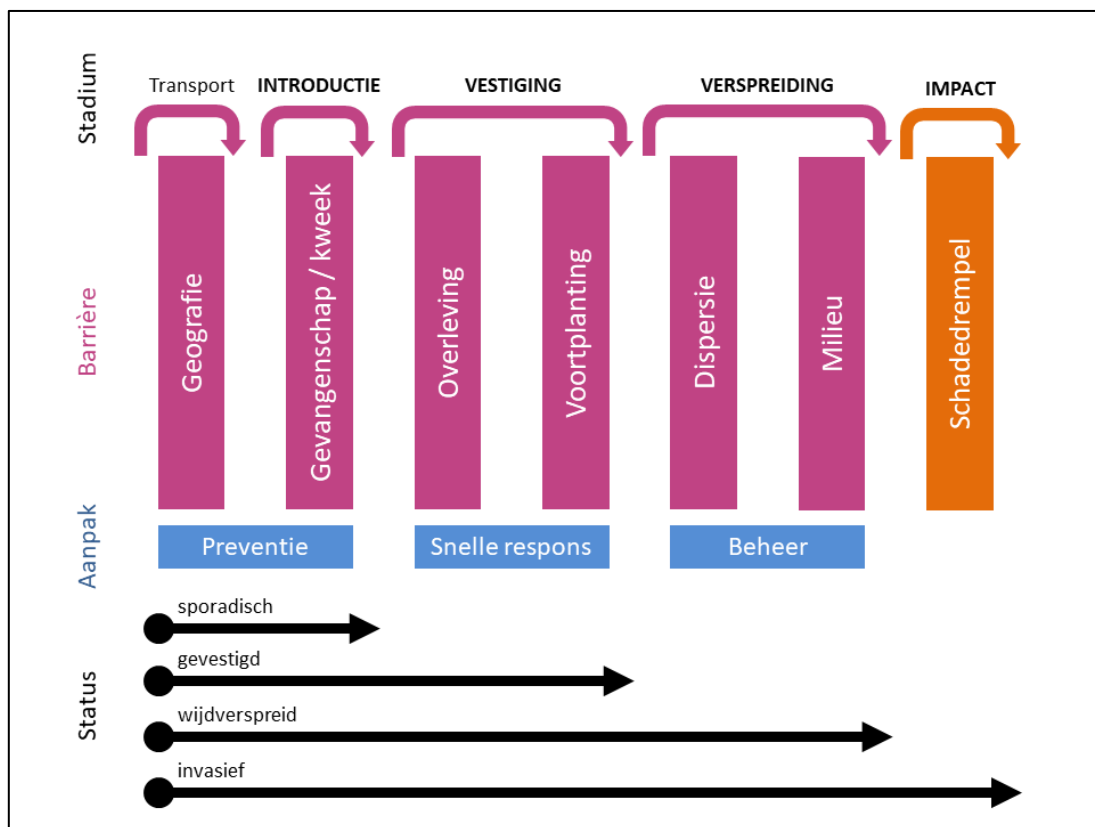 Stadium
Transport
INTRODUCTIE
VESTIGING
VERSPREIDING
IMPACT
Barrière
Geografie
Gevangenschap / kweek
Overleving
Voortplanting
Dispersie
Milieu
Schadedrempel
Aanpak
Preventie
Snelle respons
Beheer
Status
sporadisch
gevestigd
wijdverspreid
invasief